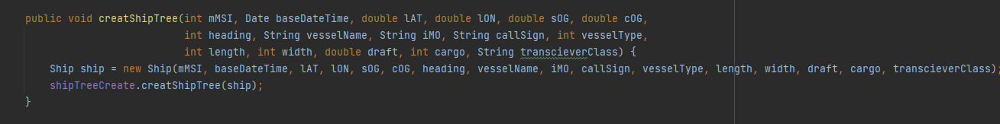 public void creatShipTree(int mMSI, Date baseDateTime, double lAT, double lON, double sOG, double cOG,
int heading, String vesselName, String iMO, String callSign, int vesselType,
int length, int width, double draft, int cargo, String transcieverClass) {
Ship ship = new Ship(mMSI, baseDateTime, lAT, lON, sOG, cOG, heading, vesselName, iMO, callSign, vesselType, length, width, draft, cargo, transcieverClass);
shipTreeCreate.creatShipTree(ship);
}